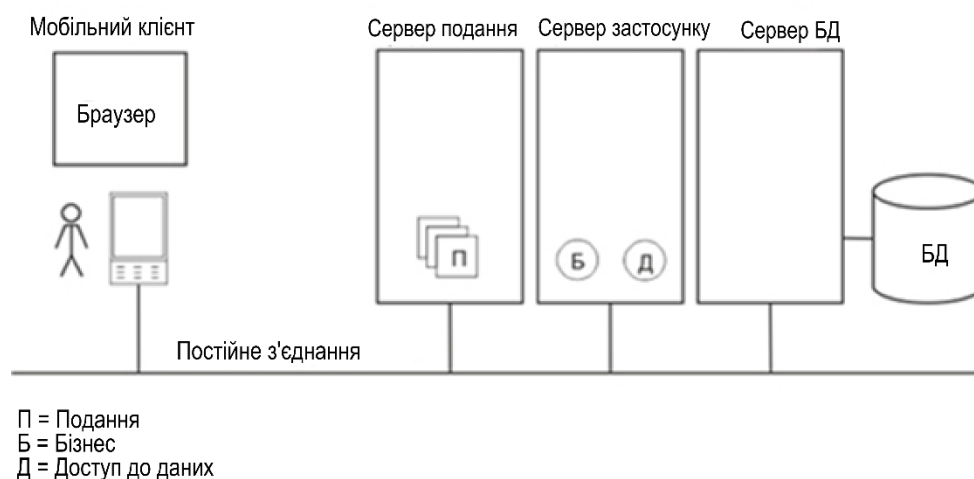 Мобільний клієнт
Сервер подання
Сервер застосунку
Сервер БД
Браузер
П
Б
Д
БД
Постійне з'єднання
П = Подання
Б = Бізнес
Д = Доступ до даних